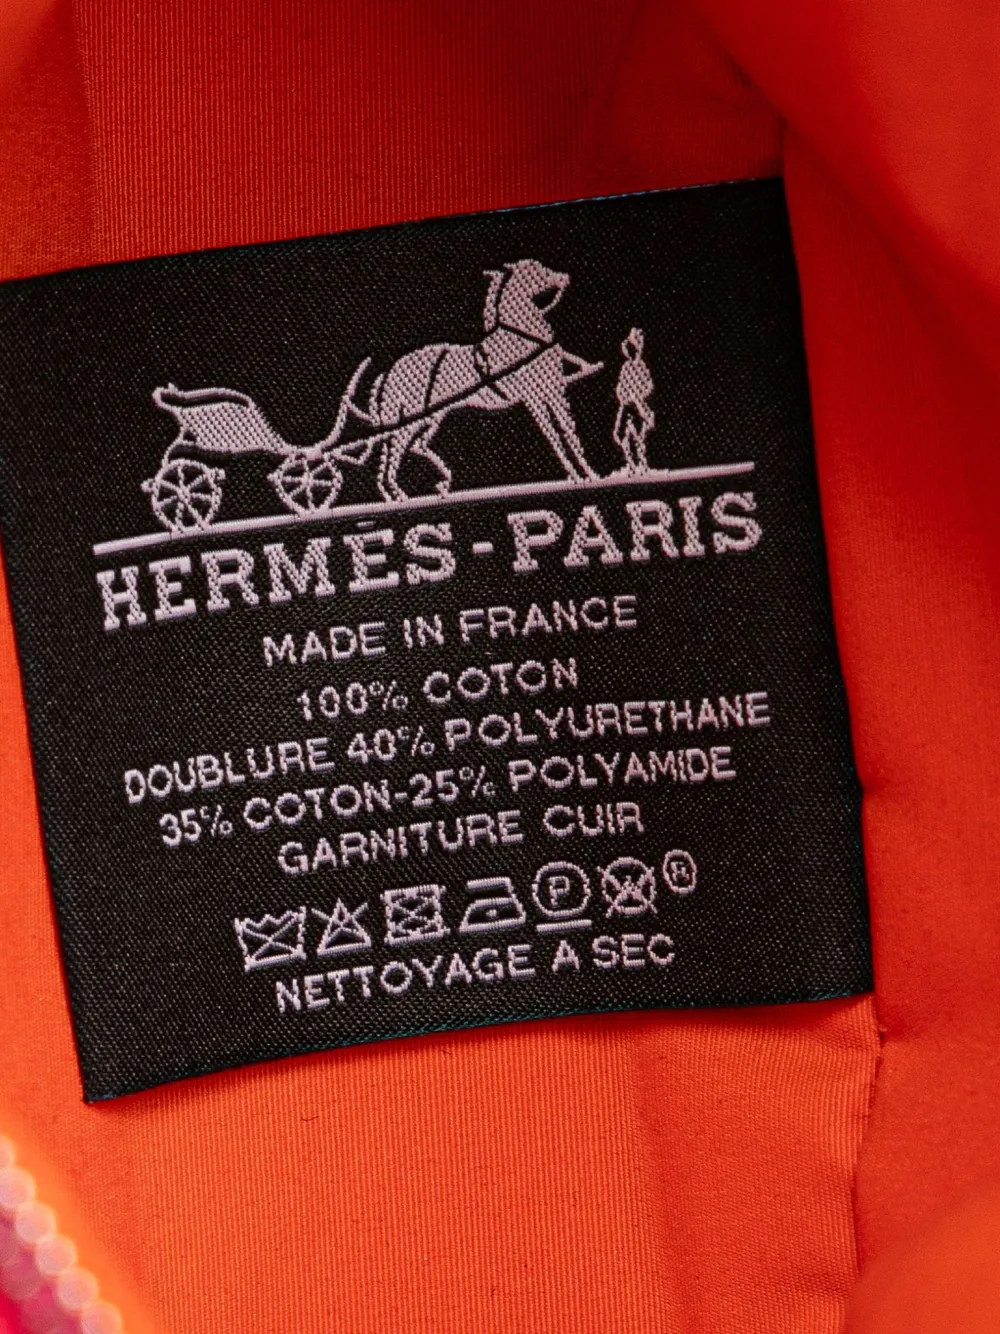 HERMÈS-PARIS
MADE IN FRANCE
100% COTON
DOUBLURE 40% POLYURETHANE
35% COTON-25% POLYAMIDE
GARNITURE CUIR
P ®
NETTOYAGE A SEC